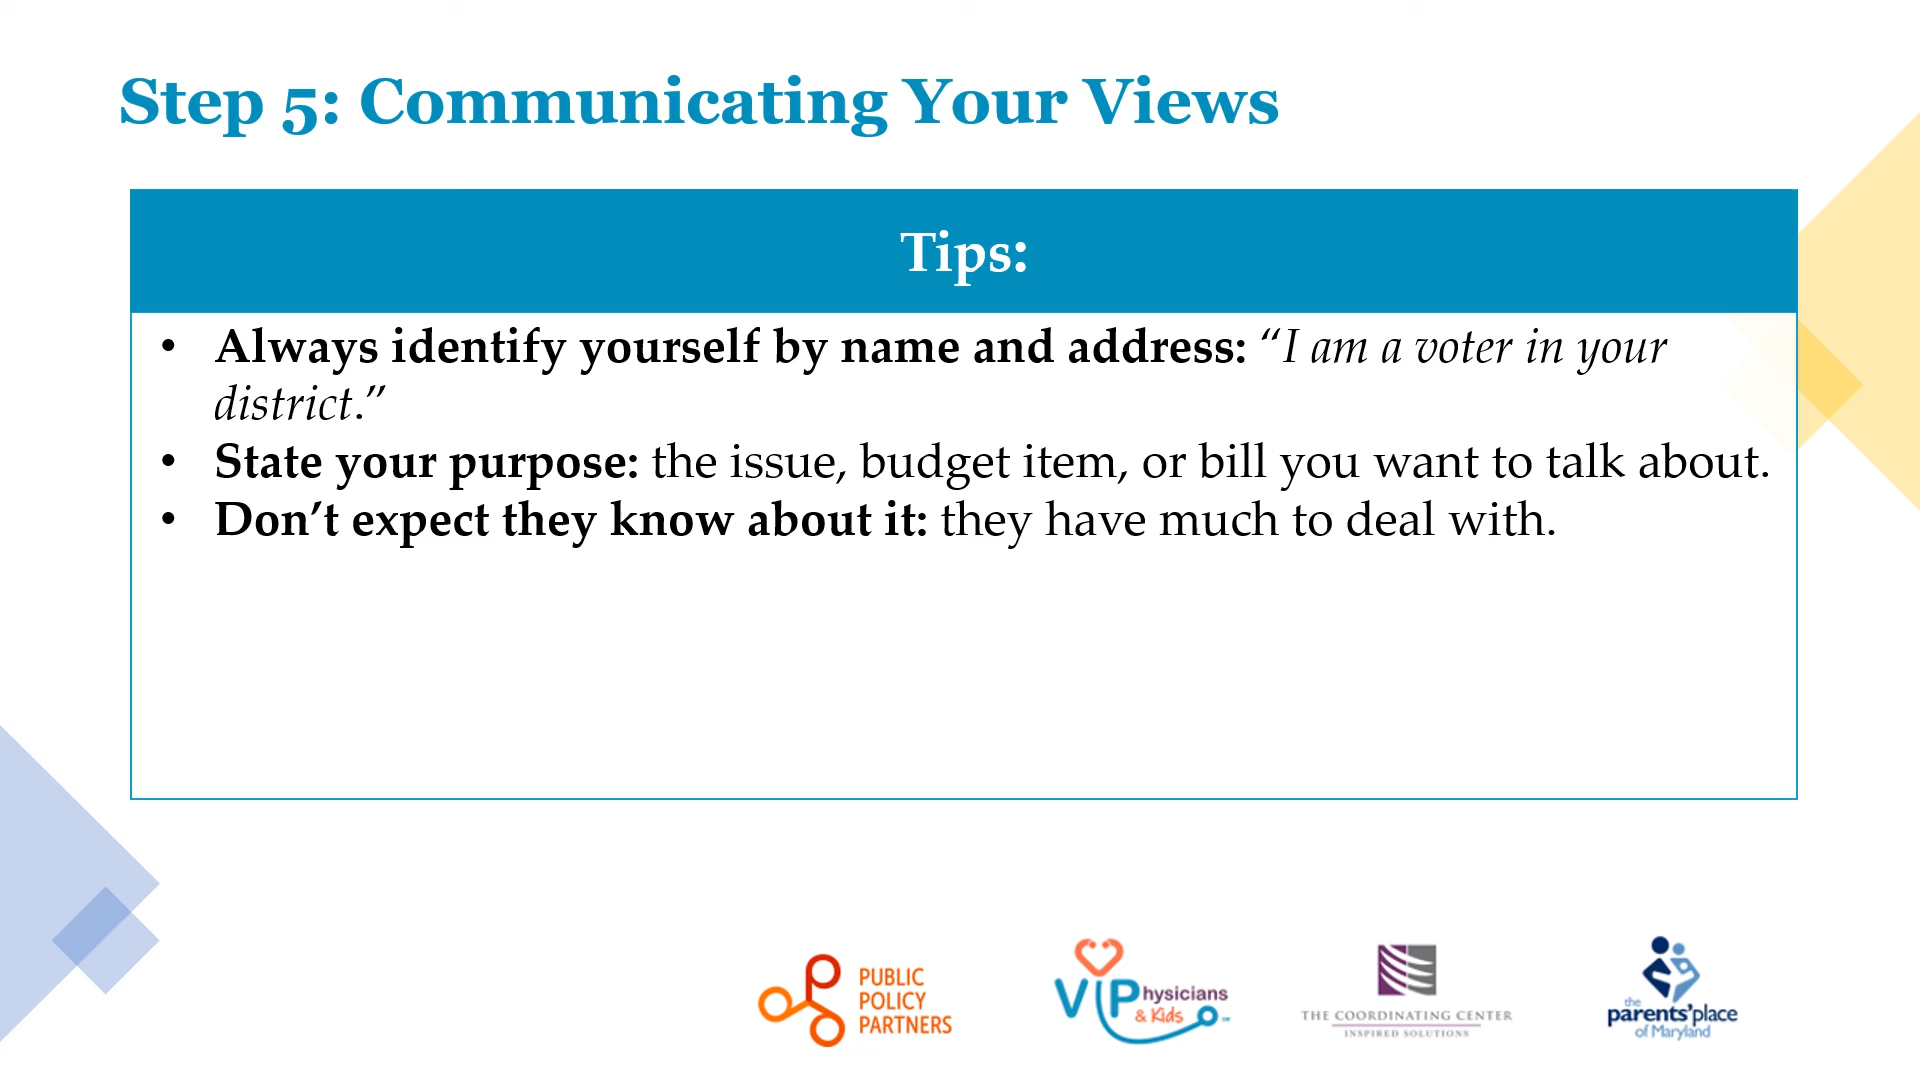 Step 5: Communicating Your Views
Tips:
• Always identify yourself by name and address: “I am a voter in your
district.”
• State your purpose: the issue, budget item, or bill you want to talk about.
• Don’t expect they know about it: they have much to deal with.
PUBLIC
POLICY
PARTNERS
VIPhysicians
& Kids
THE COORDINATING CENTER
INSPIRED SOLUTIONS
the
parents’place
of Maryland